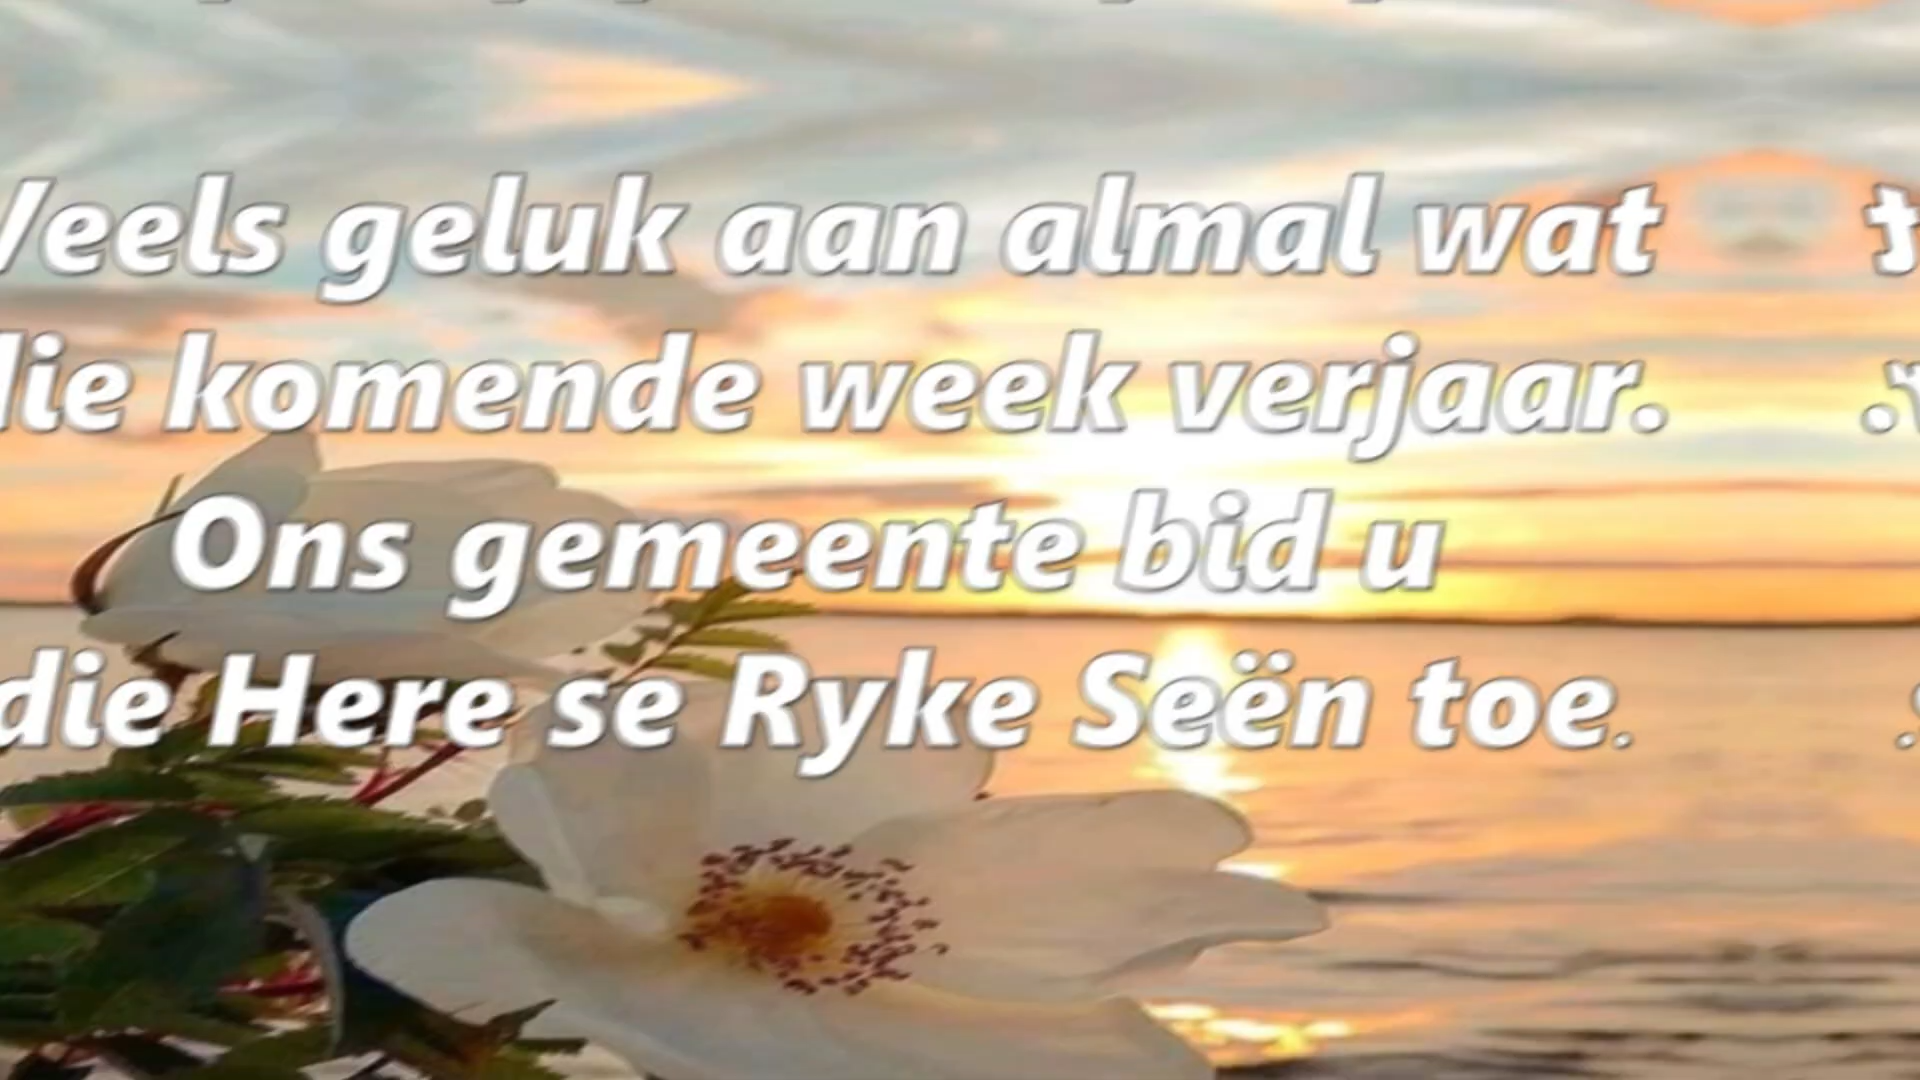 Veels geluk aan almal wat
die komende week verjaar.
Ons gemeente bid u
die Here se Ryke Seën toe.